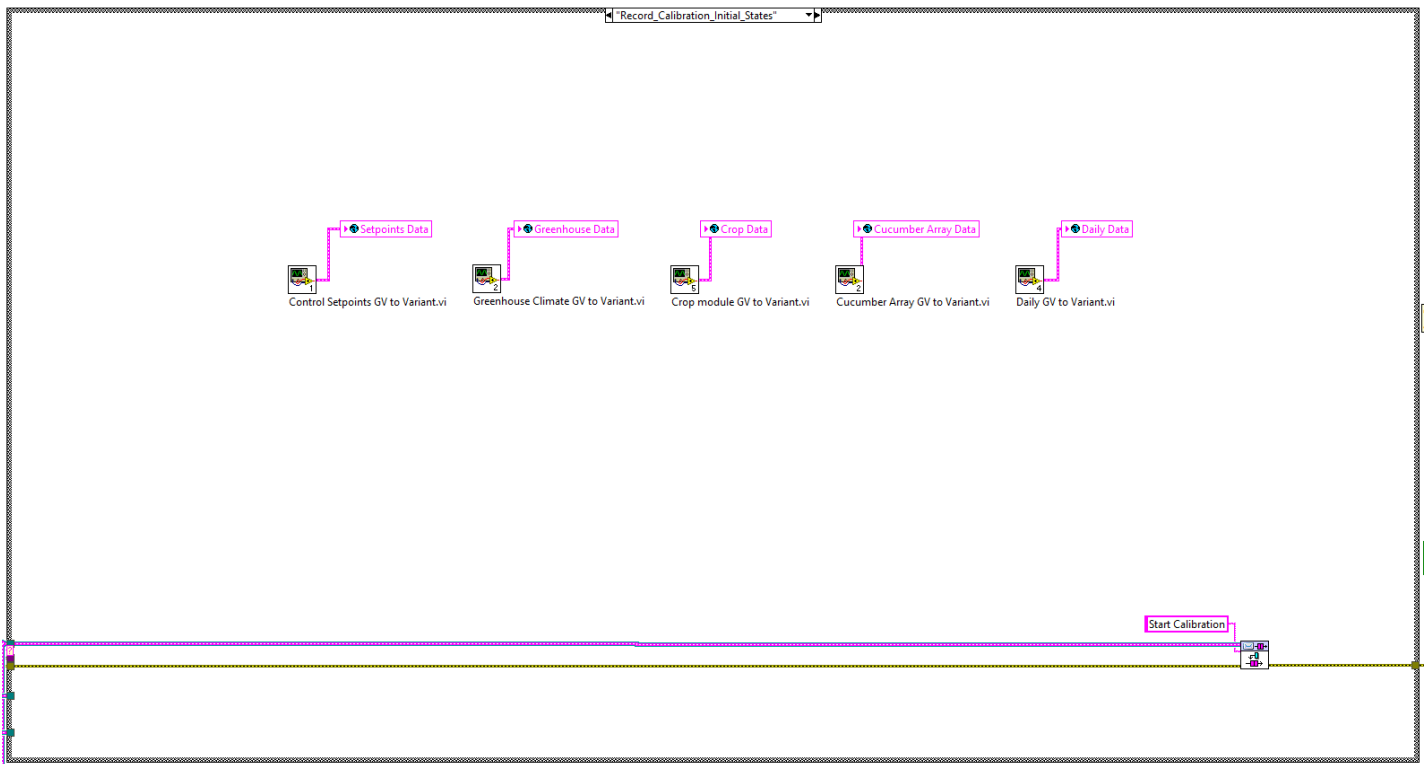 "Record_Calibration_Initial_States"
Setpoints Data
Greenhouse Data
Crop Data
Cucumber Array Data
Daily Data
1
2
5
2
4
Control Setpoints GV to Variant.vi
Greenhouse Climate GV to Variant.vi
Crop module GV to Variant.vi
Cucumber Array GV to Variant.vi
Daily GV to Variant.vi
Start Calibration
?